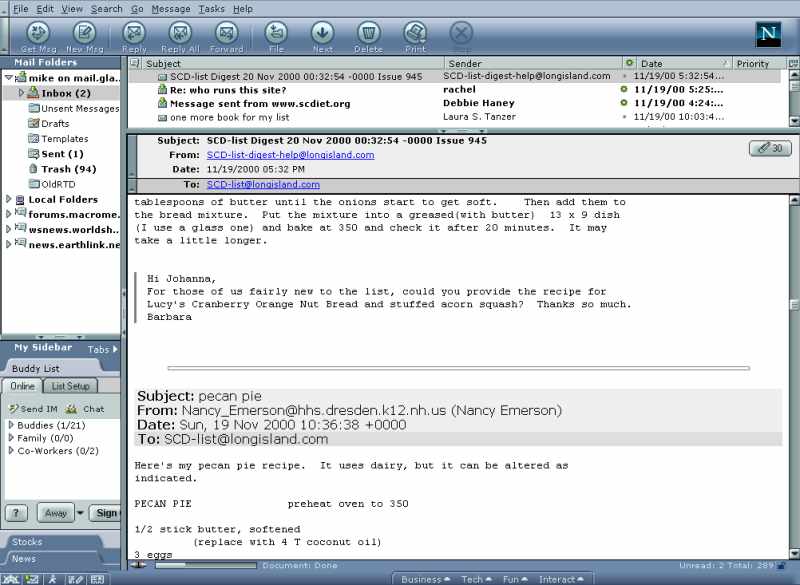 File Edit View Search Go Message Tasks Help
Get Msg New Msg Reply Reply All Forward File Next Delete Print Stop
N
Mail Folders
mike on mail.gla...
Inbox (2)
Unsent Messages
Drafts
Templates
Sent (1)
Trash (94)
OldRTD
Local Folders
forums.macrome...
wsnews.worldsh...
news.earthlink.ne
Subject Sender Date Priority
SCD-list Digest 20 Nov 2000 00:32:54 -0000 Issue 945 SCD-list-digest-help@longisland.com 11/19/00 5:32:54...
Re: who runs this site? rachel 11/19/00 5:25:...
Message sent from www.scdiet.org Debbie Haney 11/19/00 4:24:...
one more book for my list Laura S. Tanzer 11/19/00 10:03:4...
Subject: SCD-list Digest 20 Nov 2000 00:32:54 -0000 Issue 945
From: SCD-list-digest-help@longisland.com
Date: 11/19/2000 05:32 PM
To: SCD-list@longisland.com
30
tablespoons of butter until the onions start to get soft. Then add them to
the bread mixture. Put the mixture into a greased(with butter) 13 x 9 dish
(I use a glass one) and bake at 350 and check it after 20 minutes. It may
take a little longer.
Hi Johanna,
For those of us fairly new to the list, could you provide the recipe for
Lucy's Cranberry Orange Nut Bread and stuffed acorn squash? Thanks so much.
Barbara
Subject: pecan pie
From: Nancy_Emerson@hhs.dresden.k12.nh.us (Nancy Emerson)
Date: Sun, 19 Nov 2000 10:36:38 +0000
To: SCD-list@longisland.com
Here's my pecan pie recipe. It uses dairy, but it can be altered as
indicated.
PECAN PIE preheat oven to 350
1/2 stick butter, softened
(replace with 4 T coconut oil)
3 eggs
My Sidebar Tabs
Buddy List
Online List Setup
Send IM Chat
Buddies (1/21)
Family (0/0)
Co-Workers (0/2)
? Away Sign
Stocks
News
Document: Done
Unread: 2 Total: 289
Business Tech Fun Interact